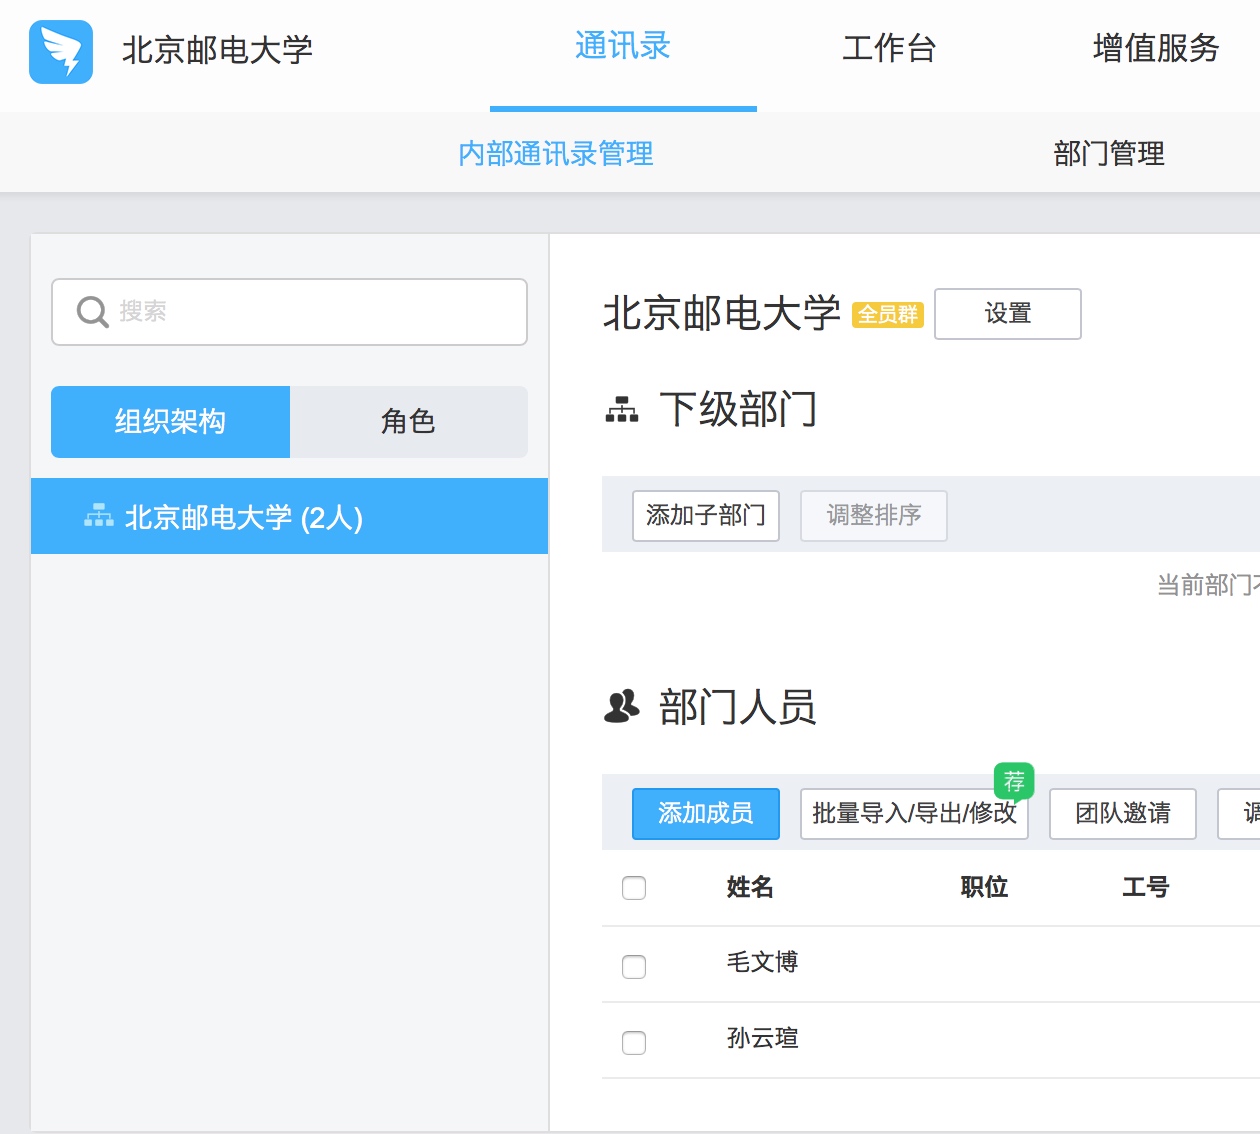 北京邮电大学
通讯录
工作台
增值服务
内部通讯录管理
部门管理
搜索
组织架构
角色
北京邮电大学 (2人)
北京邮电大学 全员群 设置
下级部门
添加子部门
调整排序
当前部门
部门人员
荐
添加成员
批量导入/导出/修改
团队邀请
姓名 职位 工号
毛文博
孙云瑄